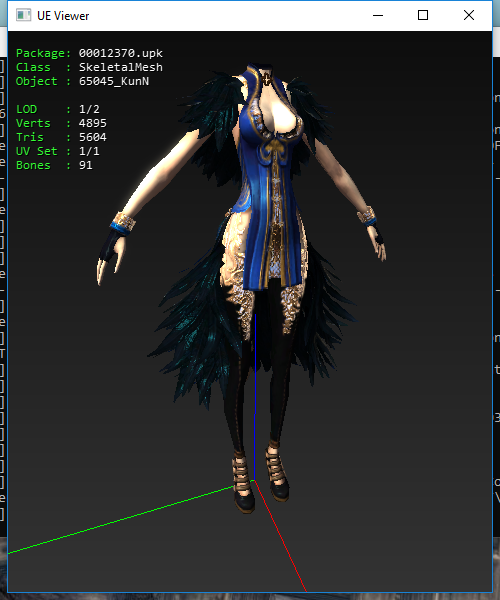 UE Viewer
Package: 00012370.upk
Class : SkeletalMesh
Object : 65045_KunN
LOD : 1/2
Verts : 4895
Tris : 5604
UV Set : 1/1
Bones : 91